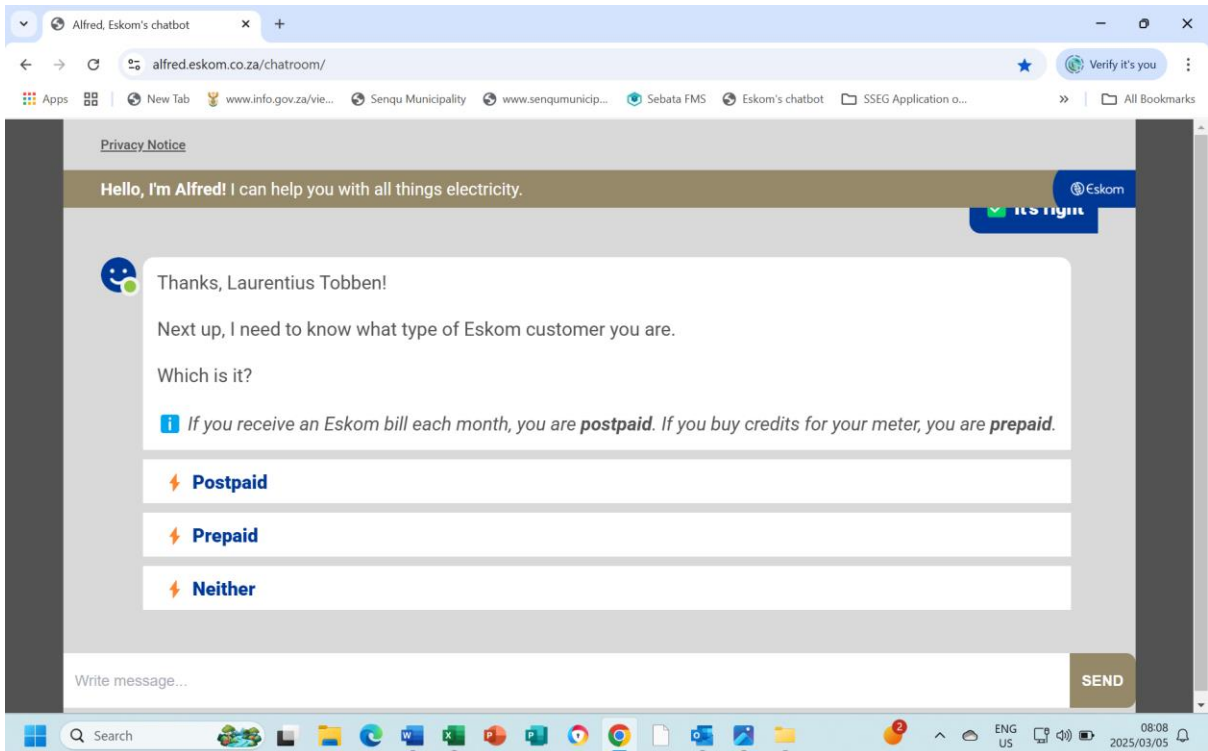 Alfred, Eskom's chatbot
alfred.eskom.co.za/chatroom/
Verify it's you
Apps
New Tab
www.info.gov.za/vie...
Senqu Municipality
www.senqumunicip...
Sebata FMS
Eskom's chatbot
SSEG Application o...
»
All Bookmarks
Privacy Notice
Hello, I'm Alfred! I can help you with all things electricity.
Eskom
It's right
Thanks, Laurentius Tobben!
Next up, I need to know what type of Eskom customer you are.
Which is it?
If you receive an Eskom bill each month, you are postpaid. If you buy credits for your meter, you are prepaid.
Postpaid
Prepaid
Neither
Write message...
SEND
Search
2
ENG
US
08:08
2025/03/05